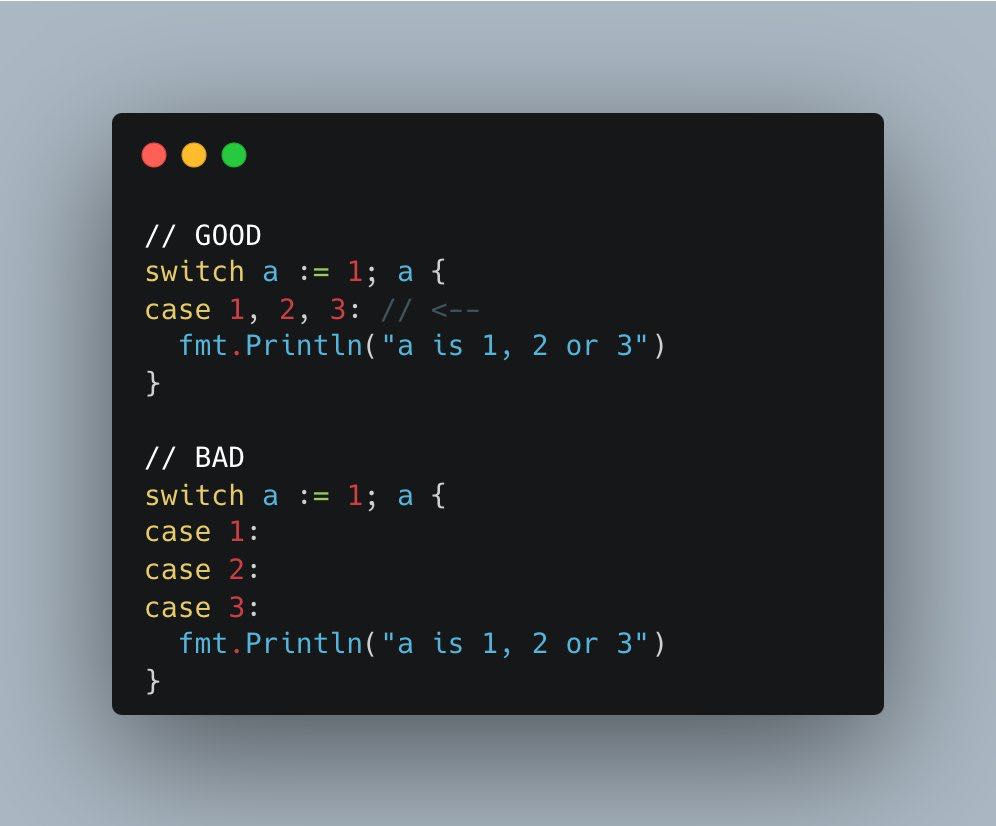 // GOOD
switch a := 1; a {
case 1, 2, 3: // <--
  fmt.Println("a is 1, 2 or 3")
}

// BAD
switch a := 1; a {
case 1:
case 2:
case 3:
  fmt.Println("a is 1, 2 or 3")
}